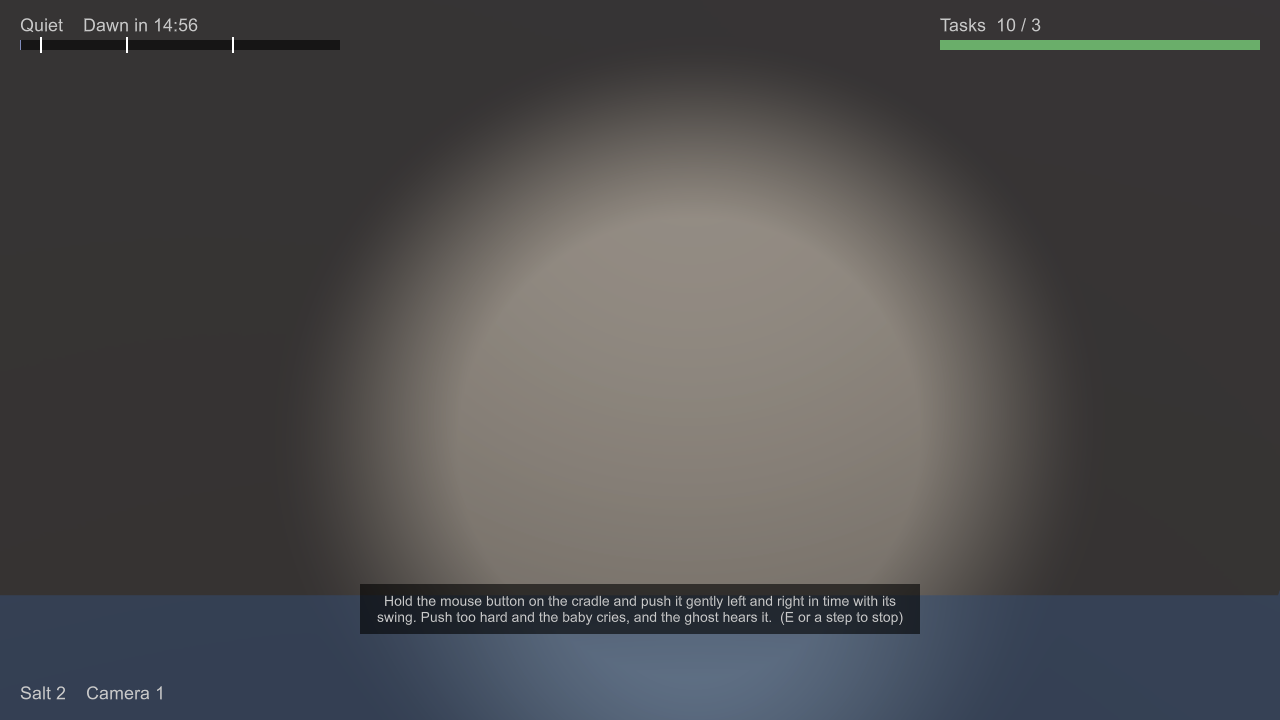 Quiet Dawn in 14:56
Tasks 10 / 3
Hold the mouse button on the cradle and push it gently left and right in time with its
swing. Push too hard and the baby cries, and the ghost hears it. (E or a step to stop)
Salt 2 Camera 1